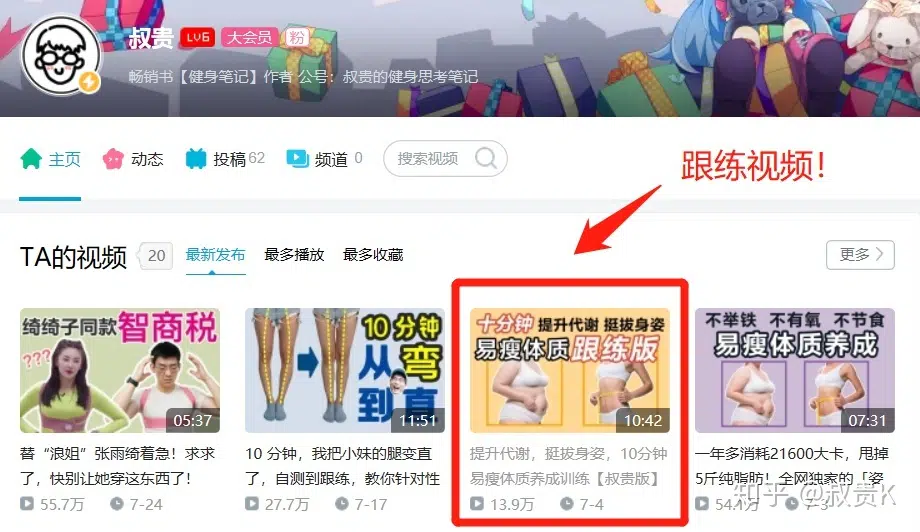 叔贵 LV6 大会员 粉
畅销书【健身笔记】作者 公号：叔贵的健身思考笔记
主页 动态 投稿 62 频道 0 搜索视频
跟练视频！
TA的视频 20 最新发布 最多播放 最多收藏 更多
绮绮子同款 智商税
???
05:37
替“浪姐”张雨绮着急！求求了，快别让她穿这东西了！
55.7万 7-24
10分钟
从弯
到直
11:51
10 分钟，我把小妹的腿变直了，自测到跟练，教你针对性
27.7万 7-17
十分钟 提升代谢 挺拔身姿
易瘦体质 跟练版
10:42
提升代谢，挺拔身姿，10分钟易瘦体质养成训练【叔贵版】
13.9万 7-4
不举铁 不有氧 不节食
易瘦体质养成
07:31
一年多消耗21600大卡，甩掉5斤纯脂肪！全网独家的「姿
知乎 @叔贵K